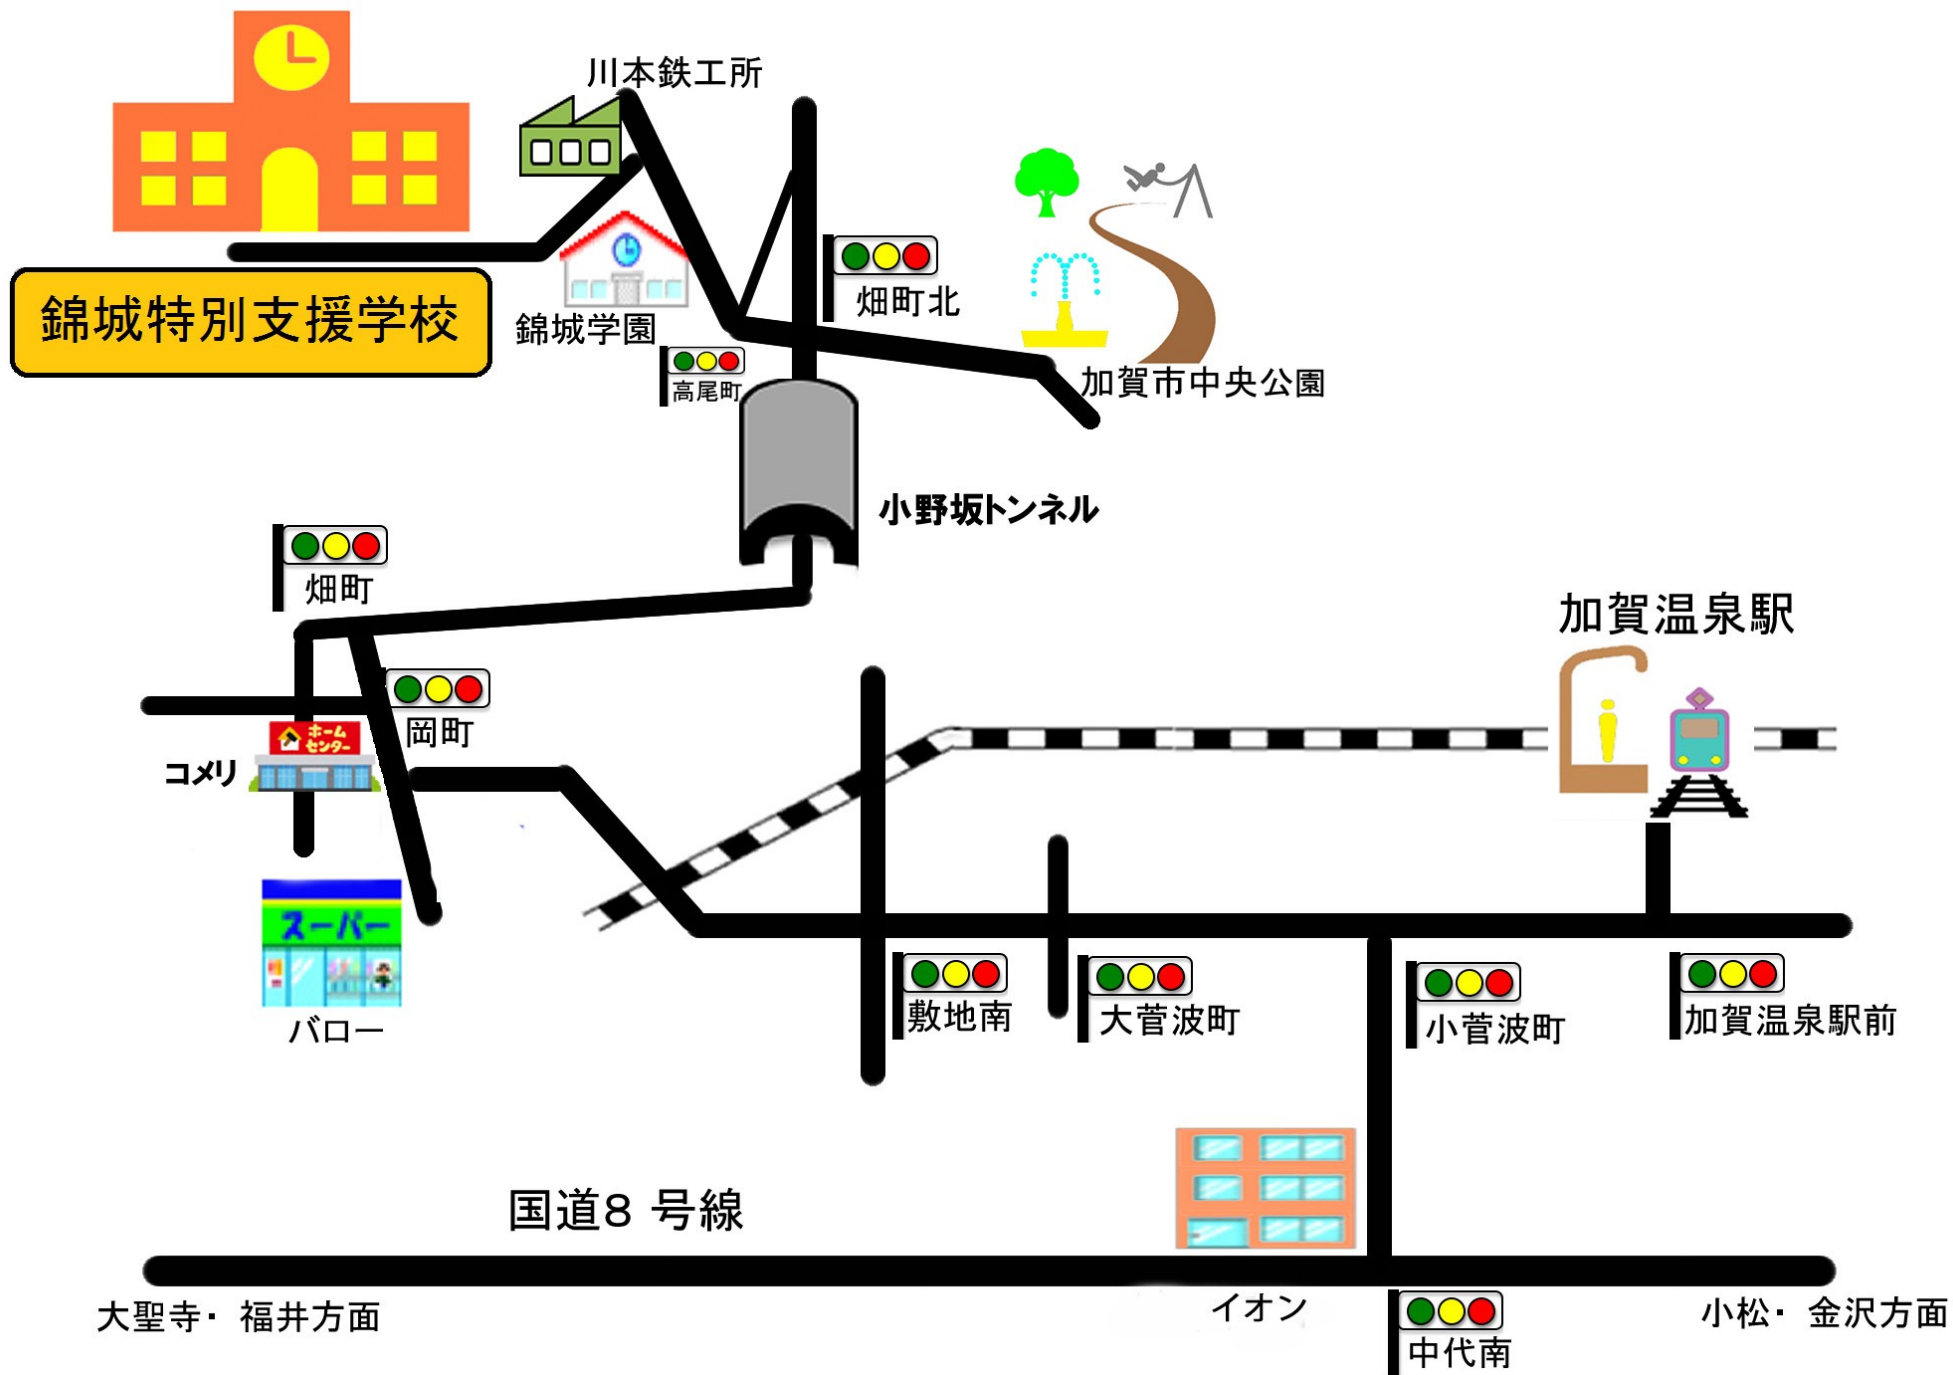 川本鉄工所
畑町北
錦城特別支援学校
錦城学園
高尾町
加賀市中央公園
小野坂トンネル
畑町
加賀温泉駅
岡町
ホーム
センター
コメリ
スーパー
バロー
敷地南
大菅波町
小菅波町
加賀温泉駅前
国道8 号線
大聖寺・ 福井方面
イオン
小松・ 金沢方面
中代南